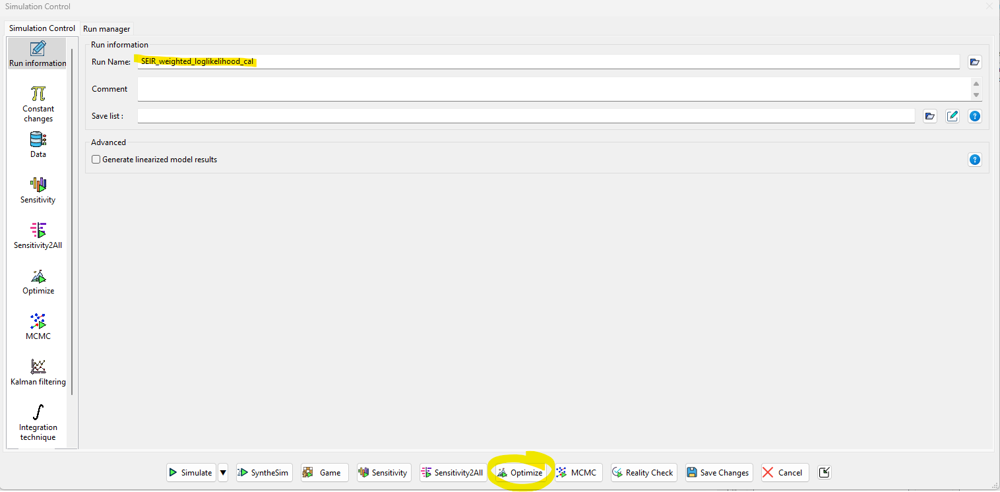 Simulation Control
Simulation Control
Run manager
Run information
Constant
changes
Data
Sensitivity
Sensitivity2All
Optimize
MCMC
Kalman filtering
Integration
technique
Run information
Run Name: SEIR_weighted_loglikelihood_cal
Comment
Save list :
Advanced
Generate linearized model results
Simulate
SyntheSim
Game
Sensitivity
Sensitivity2All
Optimize
MCMC
Reality Check
Save Changes
Cancel